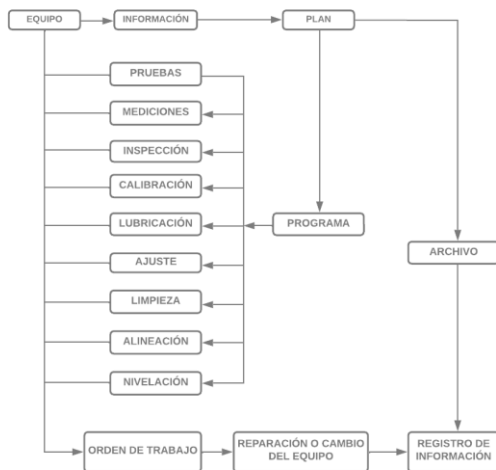 EQUIPO
INFORMACIÓN
PLAN
PRUEBAS
MEDICIONES
INSPECCIÓN
CALIBRACIÓN
LUBRICACIÓN
PROGRAMA
AJUSTE
ARCHIVO
LIMPIEZA
ALINEACIÓN
NIVELACIÓN
ORDEN DE TRABAJO
REPARACIÓN O CAMBIO
DEL EQUIPO
REGISTRO DE
INFORMACIÓN